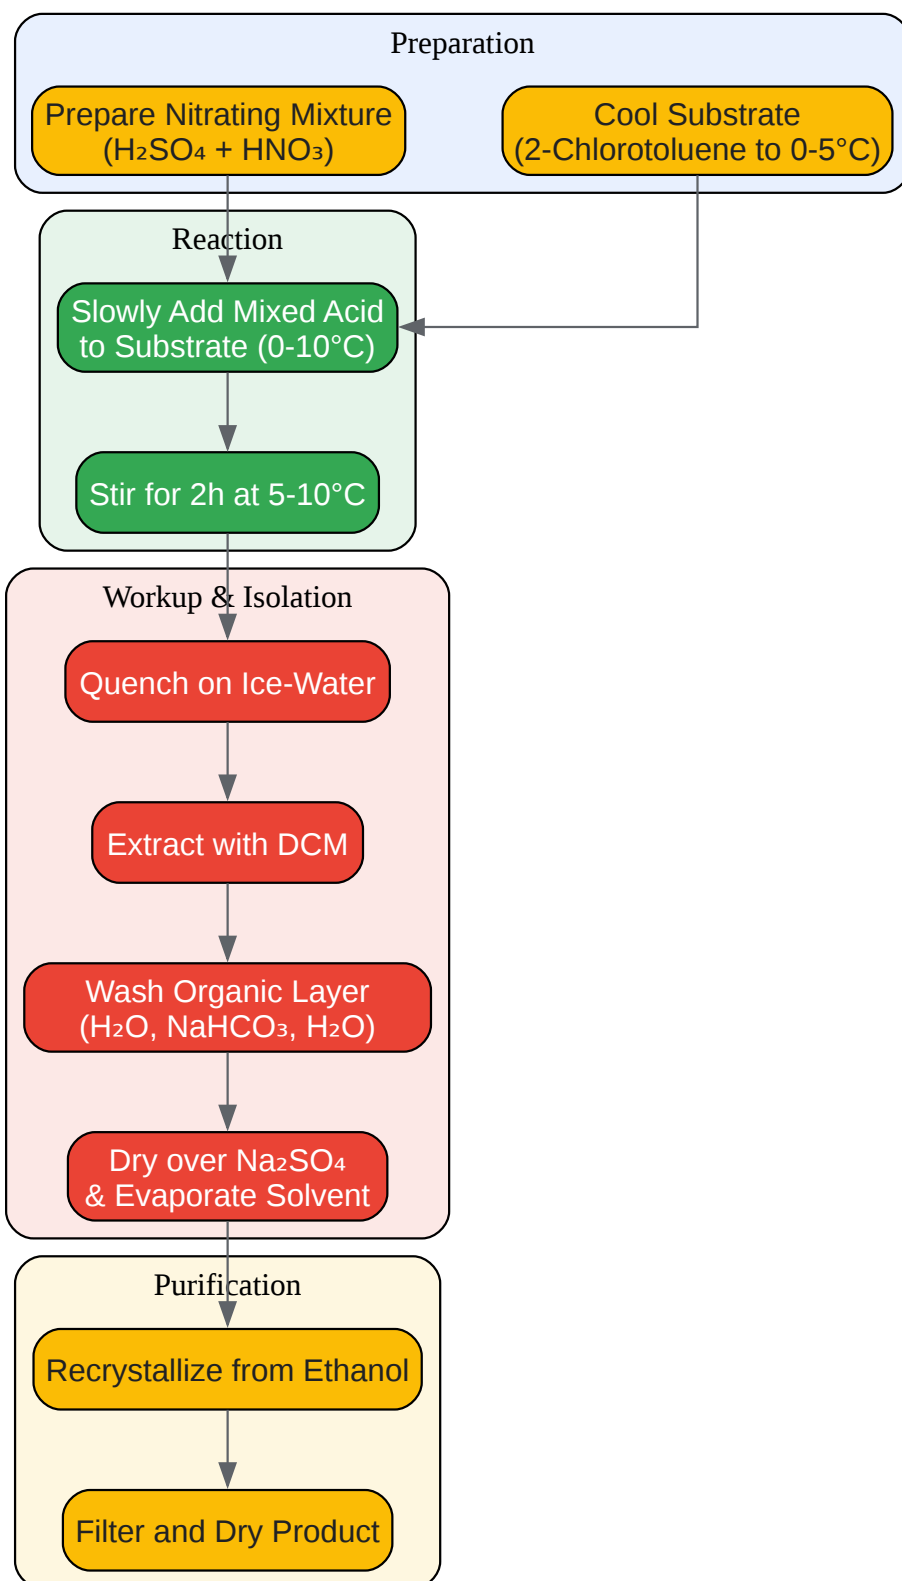 Preparation
Prepare Nitrating Mixture
(H₂SO₄ + HNO₃)
Cool Substrate
(2-Chlorotoluene to 0-5°C)
Reaction
Slowly Add Mixed Acid
to Substrate (0-10°C)
Stir for 2h at 5-10°C
Workup & Isolation
Quench on Ice-Water
Extract with DCM
Wash Organic Layer
(H₂O, NaHCO₃, H₂O)
Dry over Na₂SO₄
& Evaporate Solvent
Purification
Recrystallize from Ethanol
Filter and Dry Product